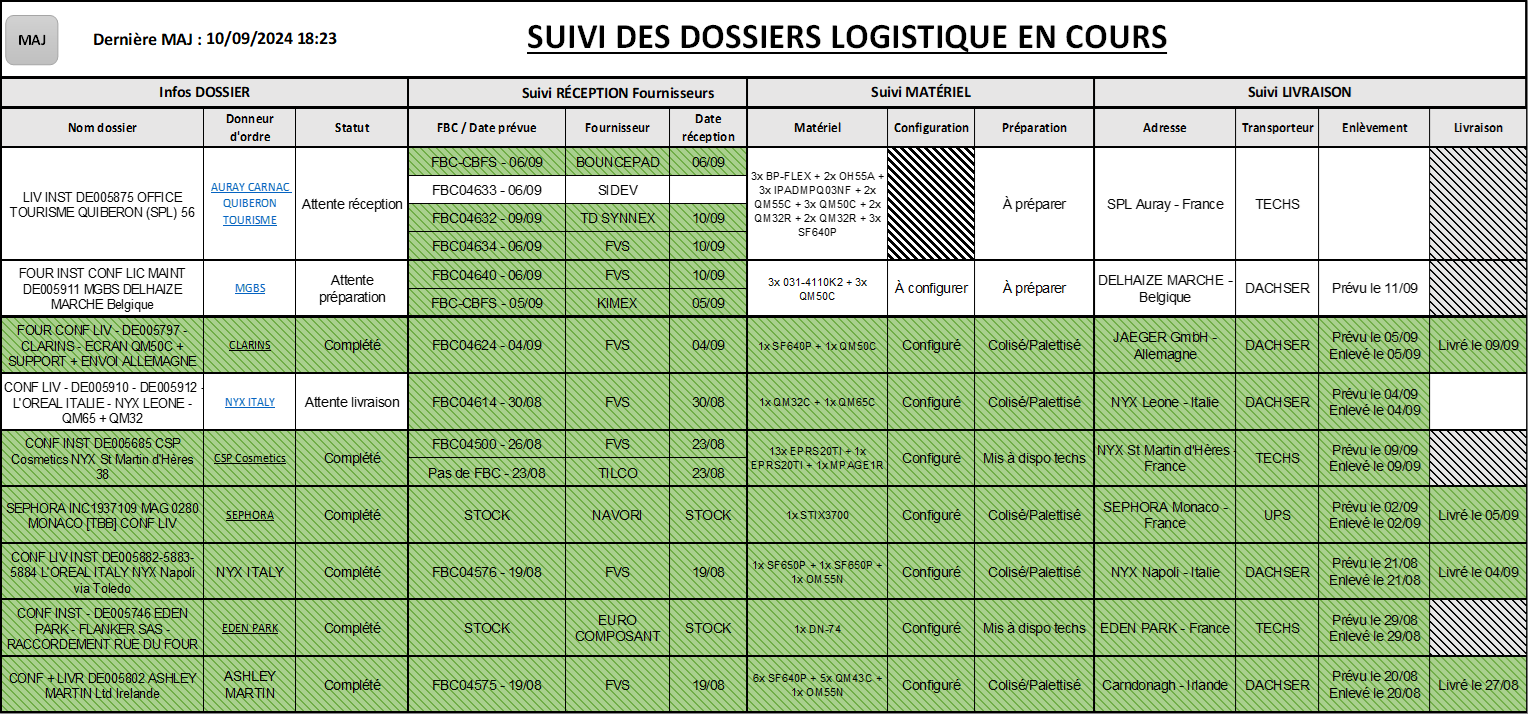 MAJ
Dernière MAJ : 10/09/2024 18:23
SUIVI DES DOSSIERS LOGISTIQUE EN COURS
Infos DOSSIER
Suivi RÉCEPTION Fournisseurs
Suivi MATÉRIEL
Suivi LIVRAISON
Nom dossier
Donneur
d'ordre
Statut
FBC / Date prévue
Fournisseur
Date
réception
Matériel
Configuration
Préparation
Adresse
Transporteur
Enlèvement
Livraison
LIV INST DE005875 OFFICE
TOURISME QUIBERON (SPL) 56
AURAY CARNAC
QUIBERON
TOURISME
Attente réception
FBC-CBFS - 06/09
BOUNCEPAD
06/09
FBC04633 - 06/09
SIDEV
FBC04632 - 09/09
TD SYNNEX
10/09
FBC04634 - 06/09
FVS
10/09
3x BP-FLEX + 2x OH55A +
3x IPADMPQ03NF + 2x
QM55C + 3x QM50C + 2x
QM32R + 2x QM32R + 3x
SF640P
À préparer
SPL Auray - France
TECHS
FOUR INST CONF LIC MAINT
DE005911 MGBS DELHAIZE
MARCHE Belgique
MGBS
Attente
préparation
FBC04640 - 06/09
FVS
10/09
FBC-CBFS - 05/09
KIMEX
05/09
3x 031-4110K2 + 3x
QM50C
À configurer
À préparer
DELHAIZE MARCHE -
Belgique
DACHSER
Prévu le 11/09
FOUR CONF LIV - DE005797 -
CLARINS - ECRAN QM50C +
SUPPORT + ENVOI ALLEMAGNE
CLARINS
Complété
FBC04624 - 04/09
FVS
04/09
1x SF640P + 1x QM50C
Configuré
Colisé/Palettisé
JAEGER GmbH -
Allemagne
DACHSER
Prévu le 05/09
Enlevé le 05/09
Livré le 09/09
CONF LIV - DE005910 - DE005912 -
L'OREAL ITALIE - NYX LEONE -
QM65 + QM32
NYX ITALY
Attente livraison
FBC04614 - 30/08
FVS
30/08
1x QM32C + 1x QM65C
Configuré
Colisé/Palettisé
NYX Leone - Italie
DACHSER
Prévu le 04/09
Enlevé le 04/09
CONF INST DE005685 CSP
Cosmetics NYX St Martin d'Hères
38
CSP Cosmetics
Complété
FBC04500 - 26/08
FVS
23/08
Pas de FBC - 23/08
TILCO
23/08
13x EPRS20TI + 1x
EPRS20TI + 1x MPAGE1R
Configuré
Mis à dispo techs
NYX St Martin d'Hères -
France
TECHS
Prévu le 09/09
Enlevé le 09/09
SEPHORA INC1937109 MAG 0280
MONACO [TBB] CONF LIV
SEPHORA
Complété
STOCK
NAVORI
STOCK
1x STIX3700
Configuré
Colisé/Palettisé
SEPHORA Monaco -
France
UPS
Prévu le 02/09
Enlevé le 02/09
Livré le 05/09
CONF LIV INST DE005882-5883-
5884 L'OREAL ITALY NYX Napoli
via Toledo
NYX ITALY
Complété
FBC04576 - 19/08
FVS
19/08
1x SF650P + 1x SF650P +
1x OM55N
Configuré
Colisé/Palettisé
NYX Napoli - Italie
DACHSER
Prévu le 21/08
Enlevé le 21/08
Livré le 04/09
CONF INST - DE005746 EDEN
PARK - FLANKER SAS -
RACCORDEMENT RUE DU FOUR
EDEN PARK
Complété
STOCK
EURO
COMPOSANT
STOCK
1x DN-74
Configuré
Mis à dispo techs
EDEN PARK - France
TECHS
Prévu le 29/08
Enlevé le 29/08
CONF + LIVR DE005802 ASHLEY
MARTIN Ltd Irelande
ASHLEY
MARTIN
Complété
FBC04575 - 19/08
FVS
19/08
6x SF640P + 5x QM43C +
1x OM55N
Configuré
Colisé/Palettisé
Carndonagh - Irlande
DACHSER
Prévu le 20/08
Enlevé le 20/08
Livré le 27/08